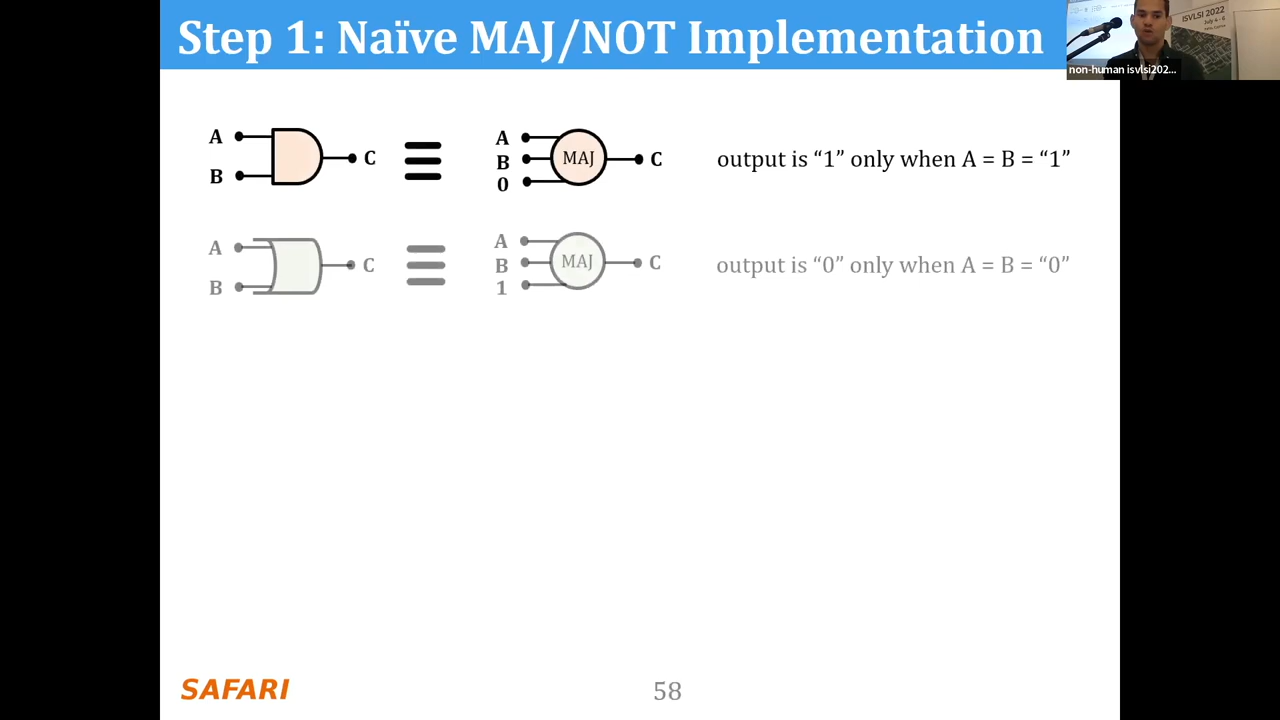 Step 1: Naïve MAJ/NOT Implementation
non-human isvlsi202...
ISVLSI 2022
July 4 - 6
A
B
C
A
B
0
MAJ
C
output is “1” only when A = B = “1”
A
B
C
A
B
1
MAJ
C
output is “0” only when A = B = “0”
SAFARI
58